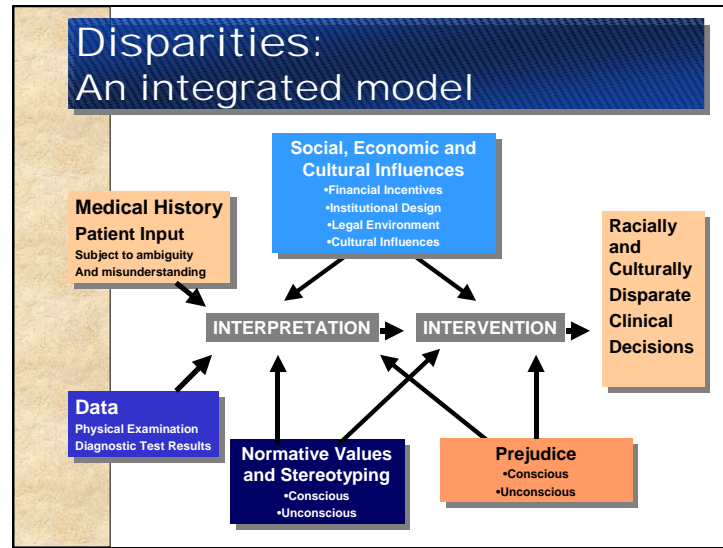 Disparities:
An integrated model
Social, Economic and
Cultural Influences
•Financial Incentives
•Institutional Design
•Legal Environment
•Cultural Influences
Medical History
Patient Input
Subject to ambiguity
And misunderstanding
Racially
and
Culturally
Disparate
Clinical
Decisions
INTERPRETATION
INTERVENTION
Data
Physical Examination
Diagnostic Test Results
Normative Values
and Stereotyping
•Conscious
•Unconscious
Prejudice
•Conscious
•Unconscious